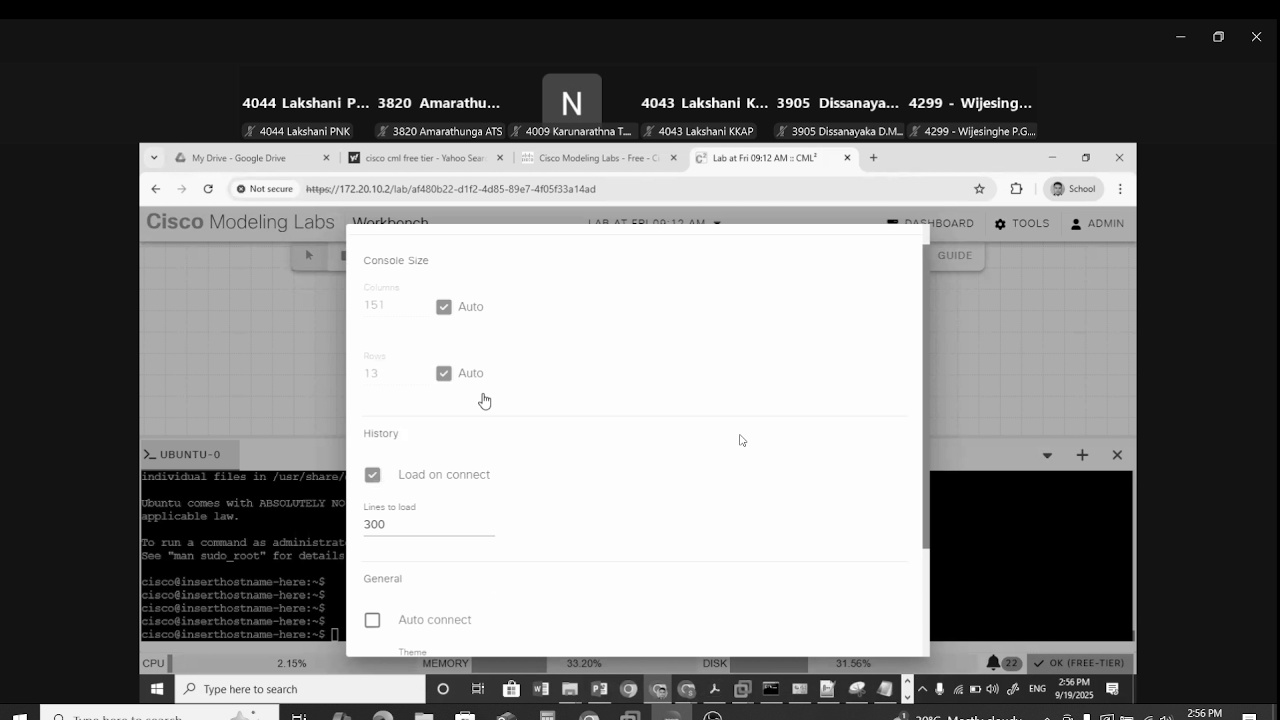 4044 Lakshani P... 3820 Amarathu... N 4043 Lakshani K... 3905 Dissanaya... 4299 - Wijesing...
4044 Lakshani PNK 3820 Amarathunga ATS 4009 Karunarathna T... 4043 Lakshani KKAP 3905 Dissanayaka D.M... 4299 - Wijesinghe P.G....
My Drive - Google Drive cisco cml free tier - Yahoo Sear Cisco Modeling Labs - Free - Ci Lab at Fri 09:12 AM :: CML²
Not secure https://172.20.10.2/lab/af480b22-d1f2-4d85-89e7-4f05f33a14ad School
Cisco Modeling Labs Workbench LAB AT FRI 09:12 AM DASHBOARD TOOLS ADMIN
GUIDE
Console Size
Columns
151 Auto
Rows
13 Auto
History
Load on connect
Lines to load
300
General
Auto connect
Theme
UBUNTU-0
individual files in /usr/share/
Ubuntu comes with ABSOLUTELY NO
applicable law.
To run a command as administrat
See "man sudo_root" for details
cisco@inserthostname-here:~$
cisco@inserthostname-here:~$
cisco@inserthostname-here:~$
cisco@inserthostname-here:~$
cisco@inserthostname-here:~$
CPU 2.15% MEMORY 33.20% DISK 31.56% 22 OK (FREE-TIER)
Type here to search ENG 2:56 PM
9/19/2025
Type here to search 2:56 PM